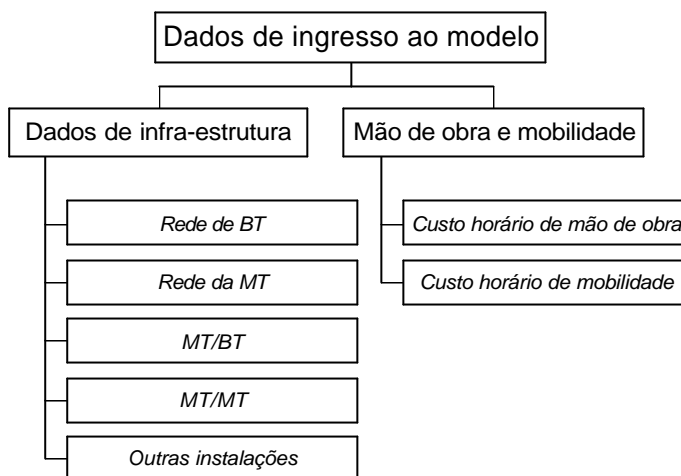 Dados de ingresso ao modelo
Dados de infra-estrutura
Mão de obra e mobilidade
Rede de BT
Custo horário de mão de obra
Rede da MT
Custo horário de mobilidade
MT/BT
MT/MT
Outras instalações